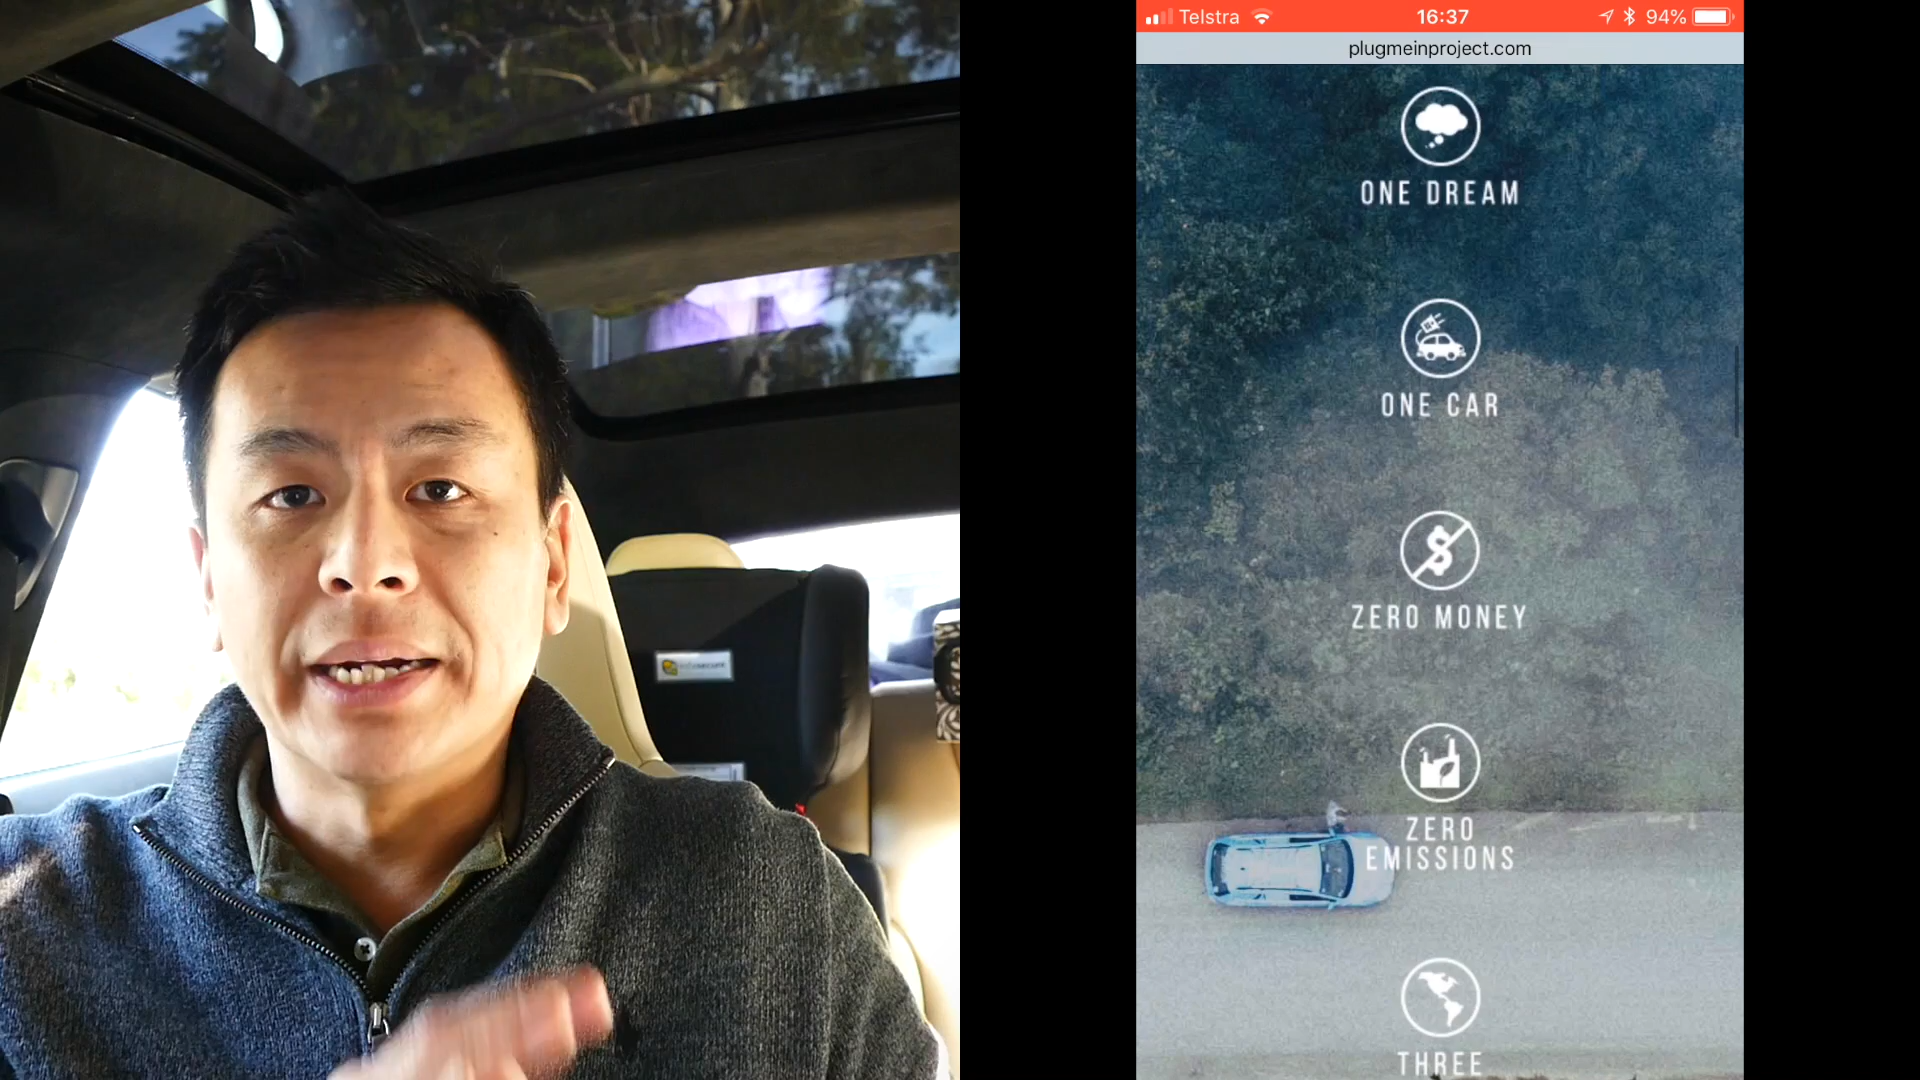 Telstra 16:37 94%
plugmeinproject.com
ONE DREAM
ONE CAR
ZERO MONEY
ZERO
EMISSIONS
THREE